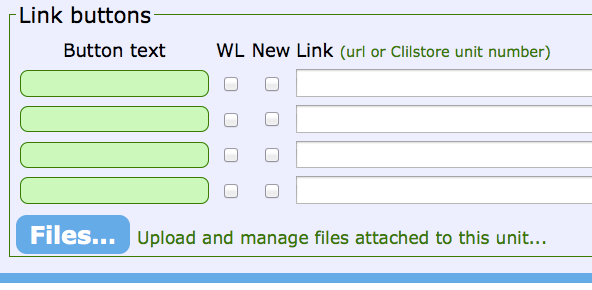 Link buttons
Button text WL New Link (url or Clilstore unit number)
Files... Upload and manage files attached to this unit...